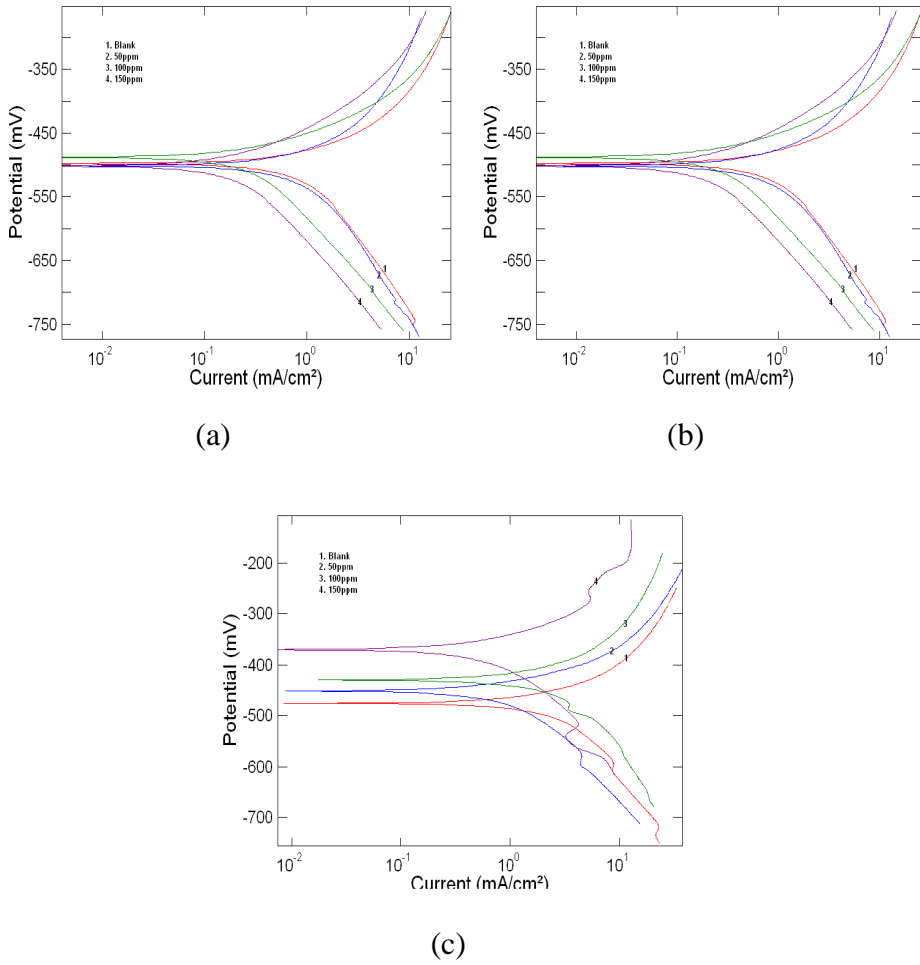 1. Blank
2. 50ppm
3. 100ppm
4. 150ppm
-350
-450
-550
-650
-750
Potential (mV)
1
2
3
4
10⁻² 10⁻¹ 10⁰ 10¹
Current (mA/cm²)
(a)
1. Blank
2. 50ppm
3. 100ppm
4. 150ppm
-350
-450
-550
-650
-750
Potential (mV)
1
2
3
4
10⁻² 10⁻¹ 10⁰ 10¹
Current (mA/cm²)
(b)
1. Blank
2. 50ppm
3. 100ppm
4. 150ppm
-200
-300
-400
-500
-600
-700
Potential (mV)
4
3
2
1
10⁻² 10⁻¹ 10⁰ 10¹
Current (mA/cm²)
(c)